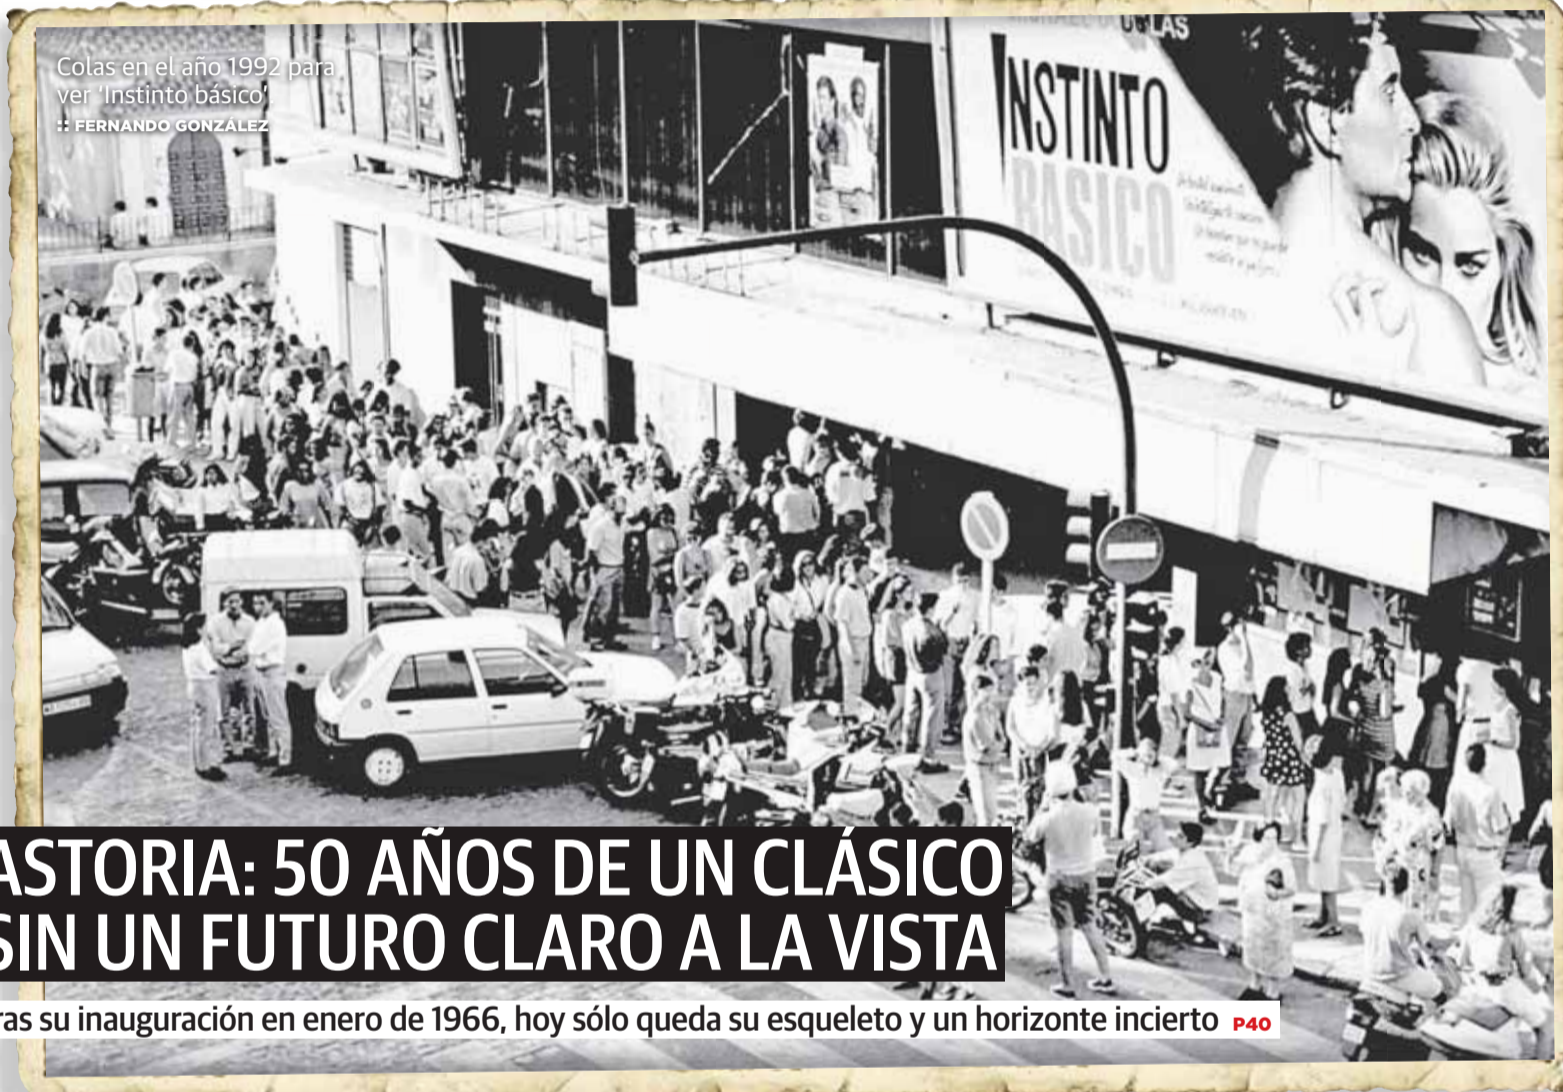 Colas en el año 1992 para
ver ‘Instinto básico’.
:: FERNANDO GONZÁLEZ
INSTINTO
BASICO
ASTORIA: 50 AÑOS DE UN CLÁSICO
SIN UN FUTURO CLARO A LA VISTA
ras su inauguración en enero de 1966, hoy sólo queda su esqueleto y un horizonte incierto P40